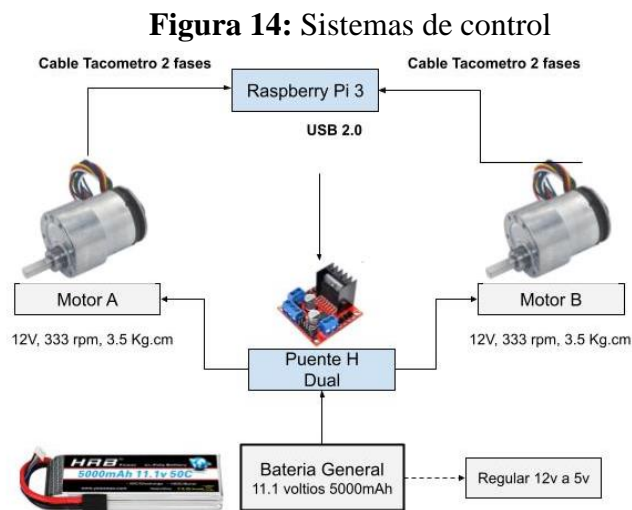 Figura 14: Sistemas de control
Cable Tacometro 2 fases
Cable Tacometro 2 fases
Raspberry Pi 3
USB 2.0
Motor A
Motor B
12V, 333 rpm, 3.5 Kg.cm
12V, 333 rpm, 3.5 Kg.cm
Puente H
Dual
HRB
5000mAh 11.1v 50C
Bateria General
11.1 voltios 5000mAh
Regular 12v a 5v